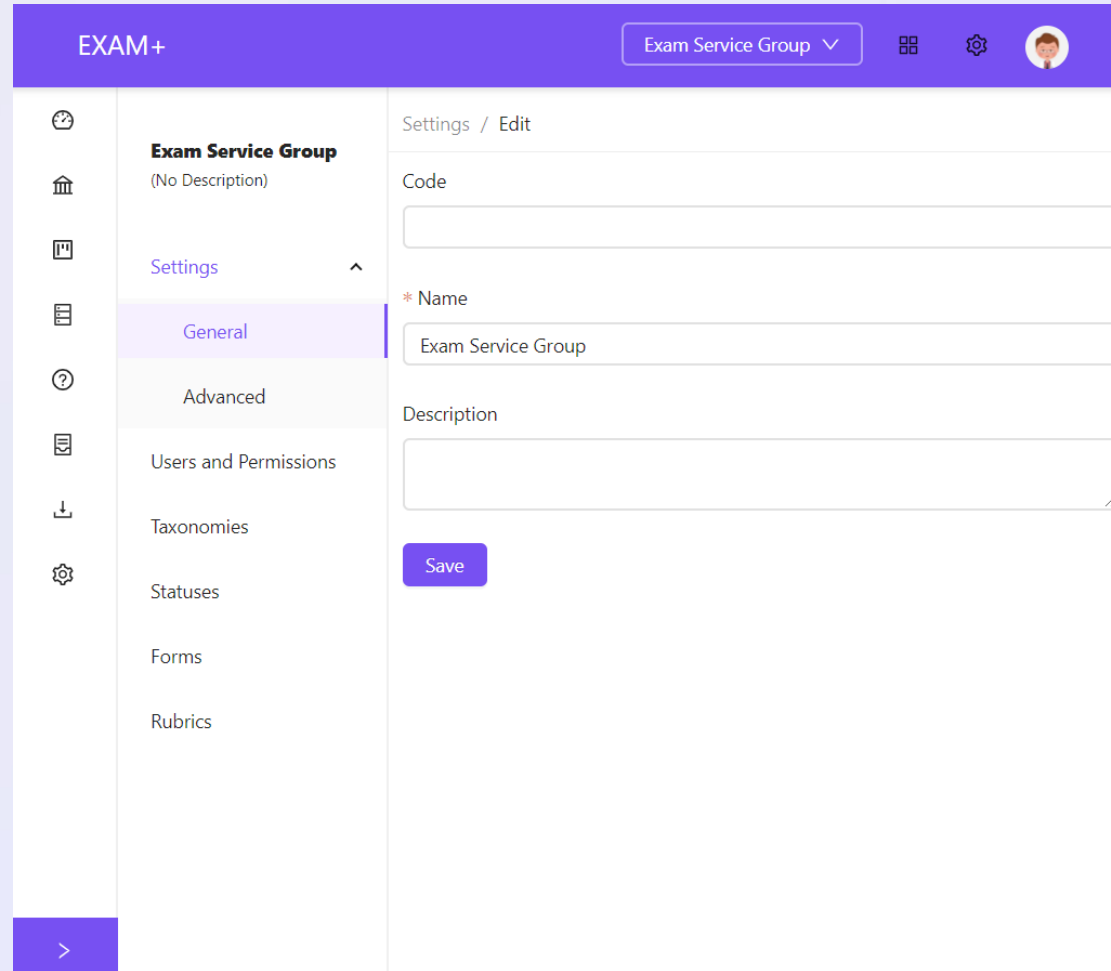 EXAM+
Exam Service Group
Exam Service Group
(No Description)
Settings
General
Advanced
Users and Permissions
Taxonomies
Statuses
Forms
Rubrics
Settings / Edit
Code
* Name
Exam Service Group
Description
Save